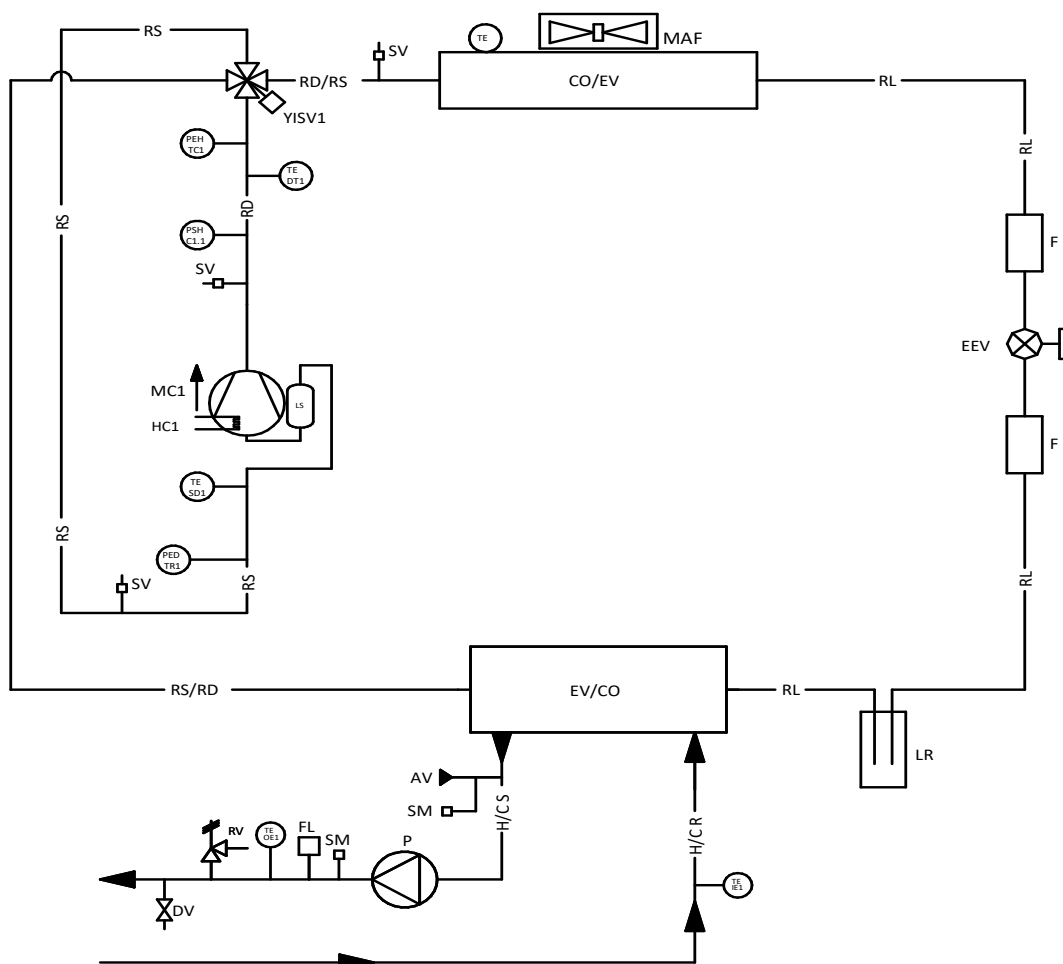 RS
SV
TE
MAF
RD/RS
CO/EV
RL
YISV1
PEH
TC1
TE
DT1
RL
RS
RD
PSH
C1.1
F
SV
EEV
MC1
LS
HC1
F
TE
SD1
RS
PED
TR1
RS
RL
SV
RS/RD
EV/CO
RL
LR
AV
SM
H/C S
H/C R
RV
TE
OE1
FL
SM
P
TE
IE1
DV